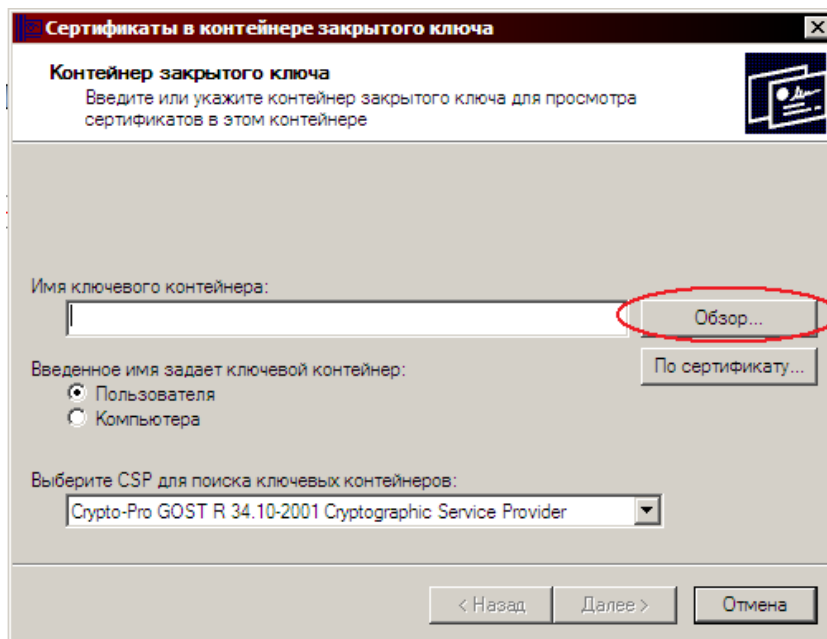 Сертификаты в контейнере закрытого ключа
Контейнер закрытого ключа
Введите или укажите контейнер закрытого ключа для просмотра
сертификатов в этом контейнере
Имя ключевого контейнера:
Обзор...
По сертификату...
Введенное имя задает ключевой контейнер:
Пользователя
Компьютера
Выберите CSP для поиска ключевых контейнеров:
Crypto-Pro GOST R 34.10-2001 Cryptographic Service Provider
< Назад
Далее >
Отмена